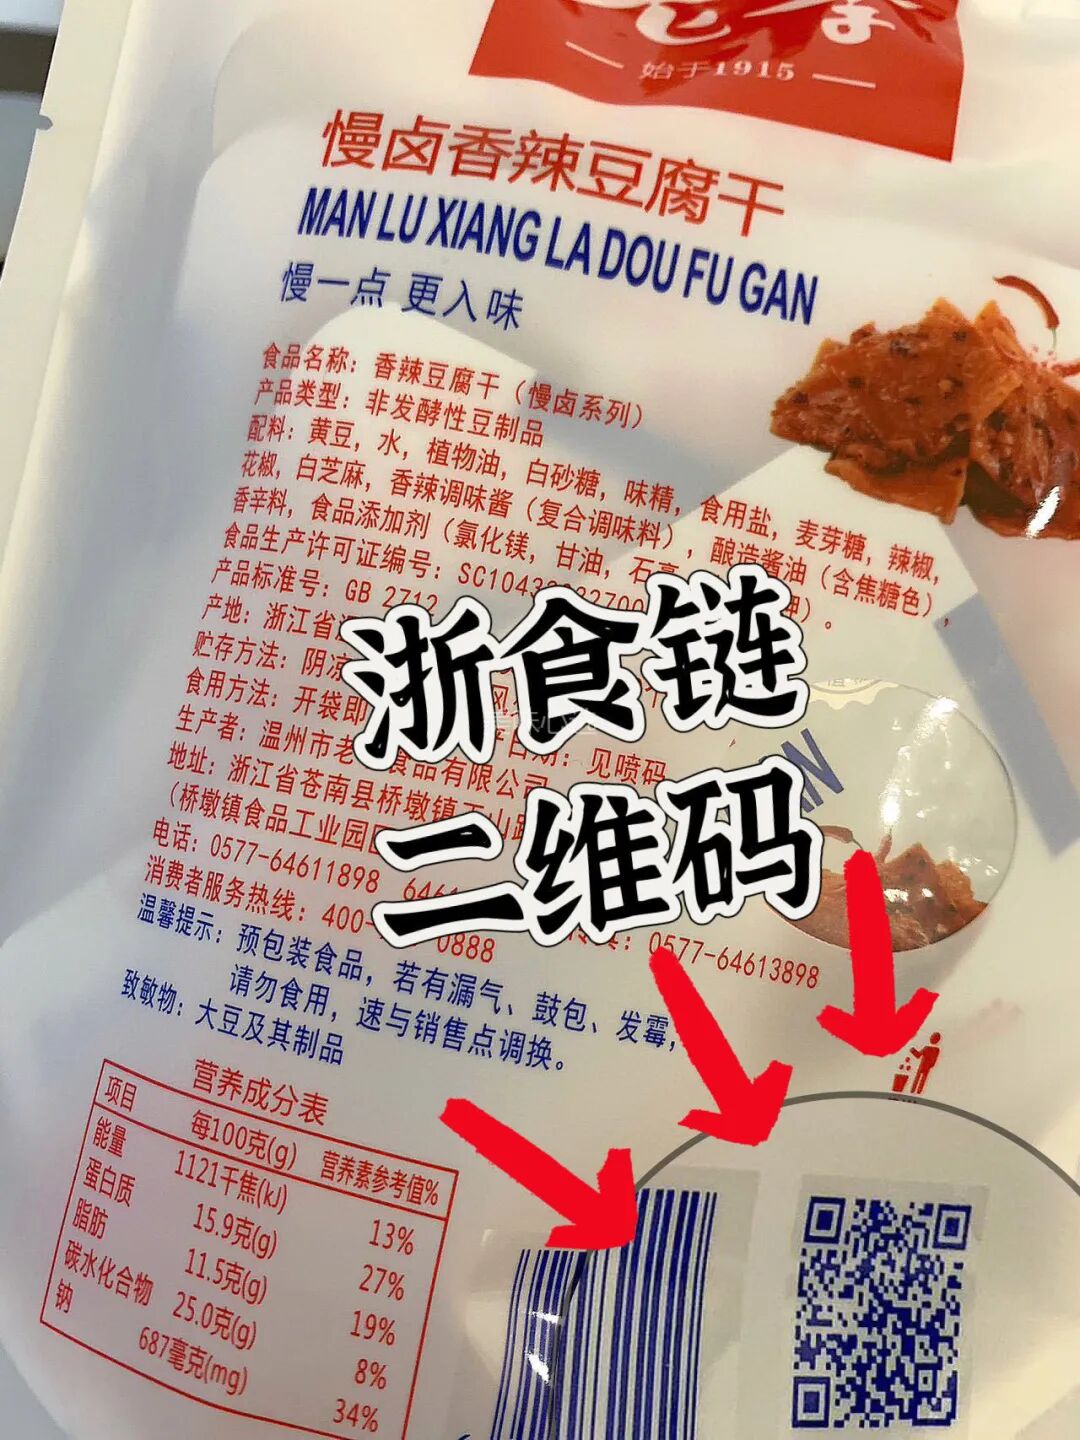 始于1915
慢卤香辣豆腐干
MAN LU XIANG LA DOU FU GAN
慢一点 更入味
食品名称：香辣豆腐干（慢卤系列）
产品类型：非发酵性豆制品
配料：黄豆，水，植物油，白砂糖，味精，食用盐，麦芽糖，辣椒，
花椒，白芝麻，香辣调味酱（复合调味料），酿造酱油（含焦糖色），
香辛料，食品添加剂（氯化镁，甘油，石
食品生产许可证编号：SC1043
产品标准号：GB 2712
产地：浙江省
贮存方法：阴凉
食用方法：开袋即
日期：见喷码
生产者：温州市老 食品有限公司
地址：浙江省苍南县桥墩镇
（桥墩镇食品工业园区
电话：0577-64611898
0577-64613898
消费者服务热线：400- 0888
温馨提示：预包装食品，若有漏气、鼓包、发霉，
请勿食用，速与销售点调换。
致敏物：大豆及其制品
浙食链
二维码
营养成分表
项目 每100克(g) 营养素参考值%
能量 1121千焦(kJ) 13%
蛋白质 15.9克(g) 27%
脂肪 11.5克(g) 19%
碳水化合物 25.0克(g) 8%
钠 687毫克(mg) 34%